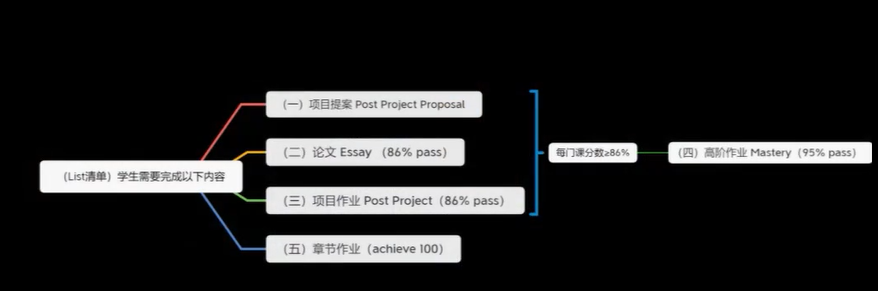 （一）项目提案 Post Project Proposal
（二）论文 Essay （86% pass）
每门课分数≥86%
（四）高阶作业 Mastery（95% pass）
（List清单）学生需要完成以下内容
（三）项目作业 Post Project（86% pass）
（五）章节作业（achieve 100）